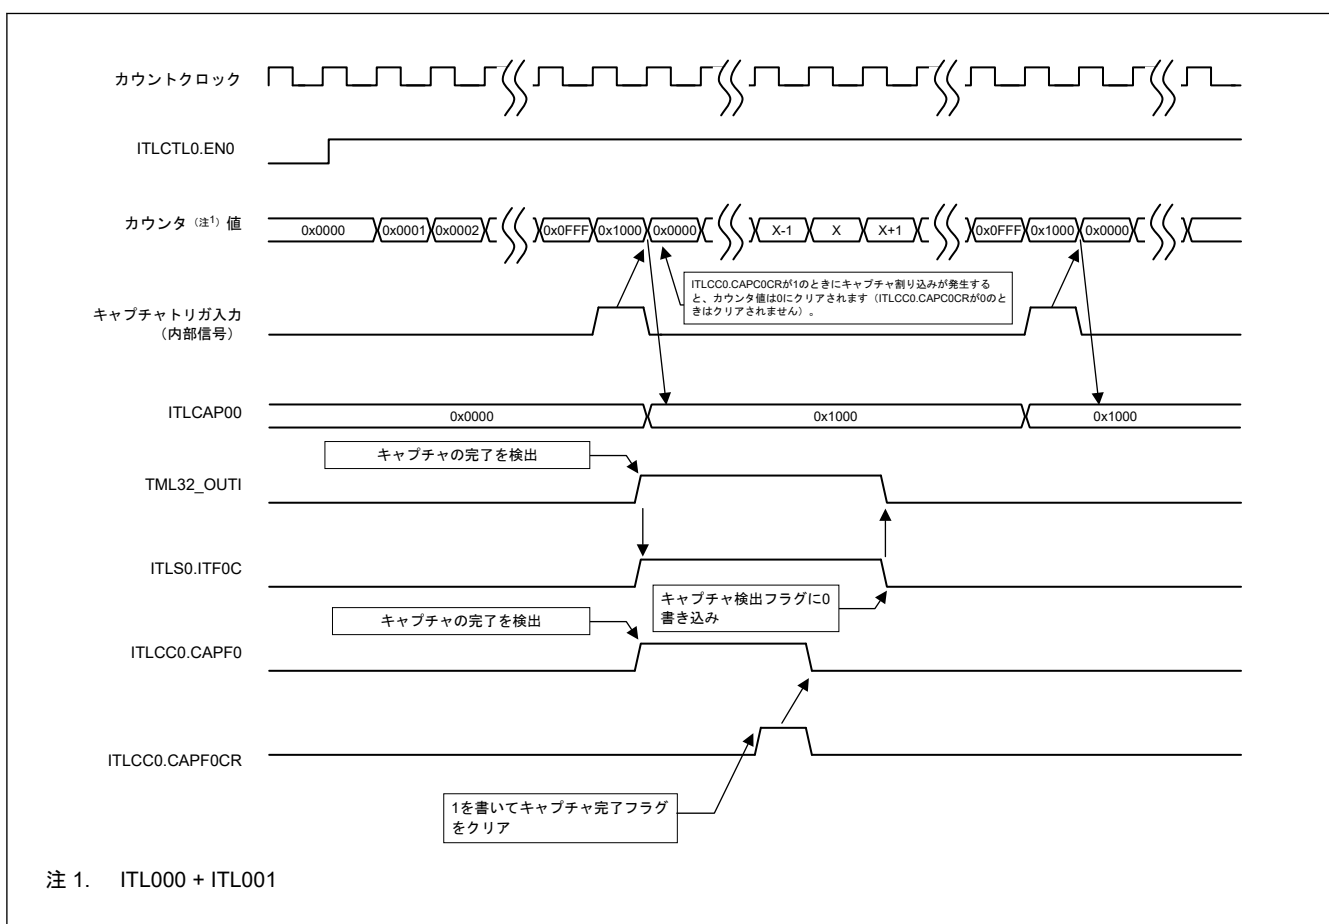 カウントクロック
ITLCTL0.EN0
カウンタ（注1）値
0x0000
0x0001
0x0002
0x0FFF
0x1000
0x0000
X-1
X
X+1
0x0FFF
0x1000
0x0000
ITLCC0.CAPC0CRが1のときにキャプチャ割り込みが発生する
と、カウンタ値は0にクリアされます（ITLCC0.CAPC0CRが0のと
きはクリアされません）。
キャプチャトリガ入力
（内部信号）
ITLCAP00
0x0000
0x1000
0x1000
キャプチャの完了を検出
TML32_OUTI
ITLS0.ITF0C
キャプチャ検出フラグに0
書き込み
キャプチャの完了を検出
ITLCC0.CAPF0
ITLCC0.CAPF0CR
1を書いてキャプチャ完了フラグ
をクリア
注 1. ITL000 + ITL001